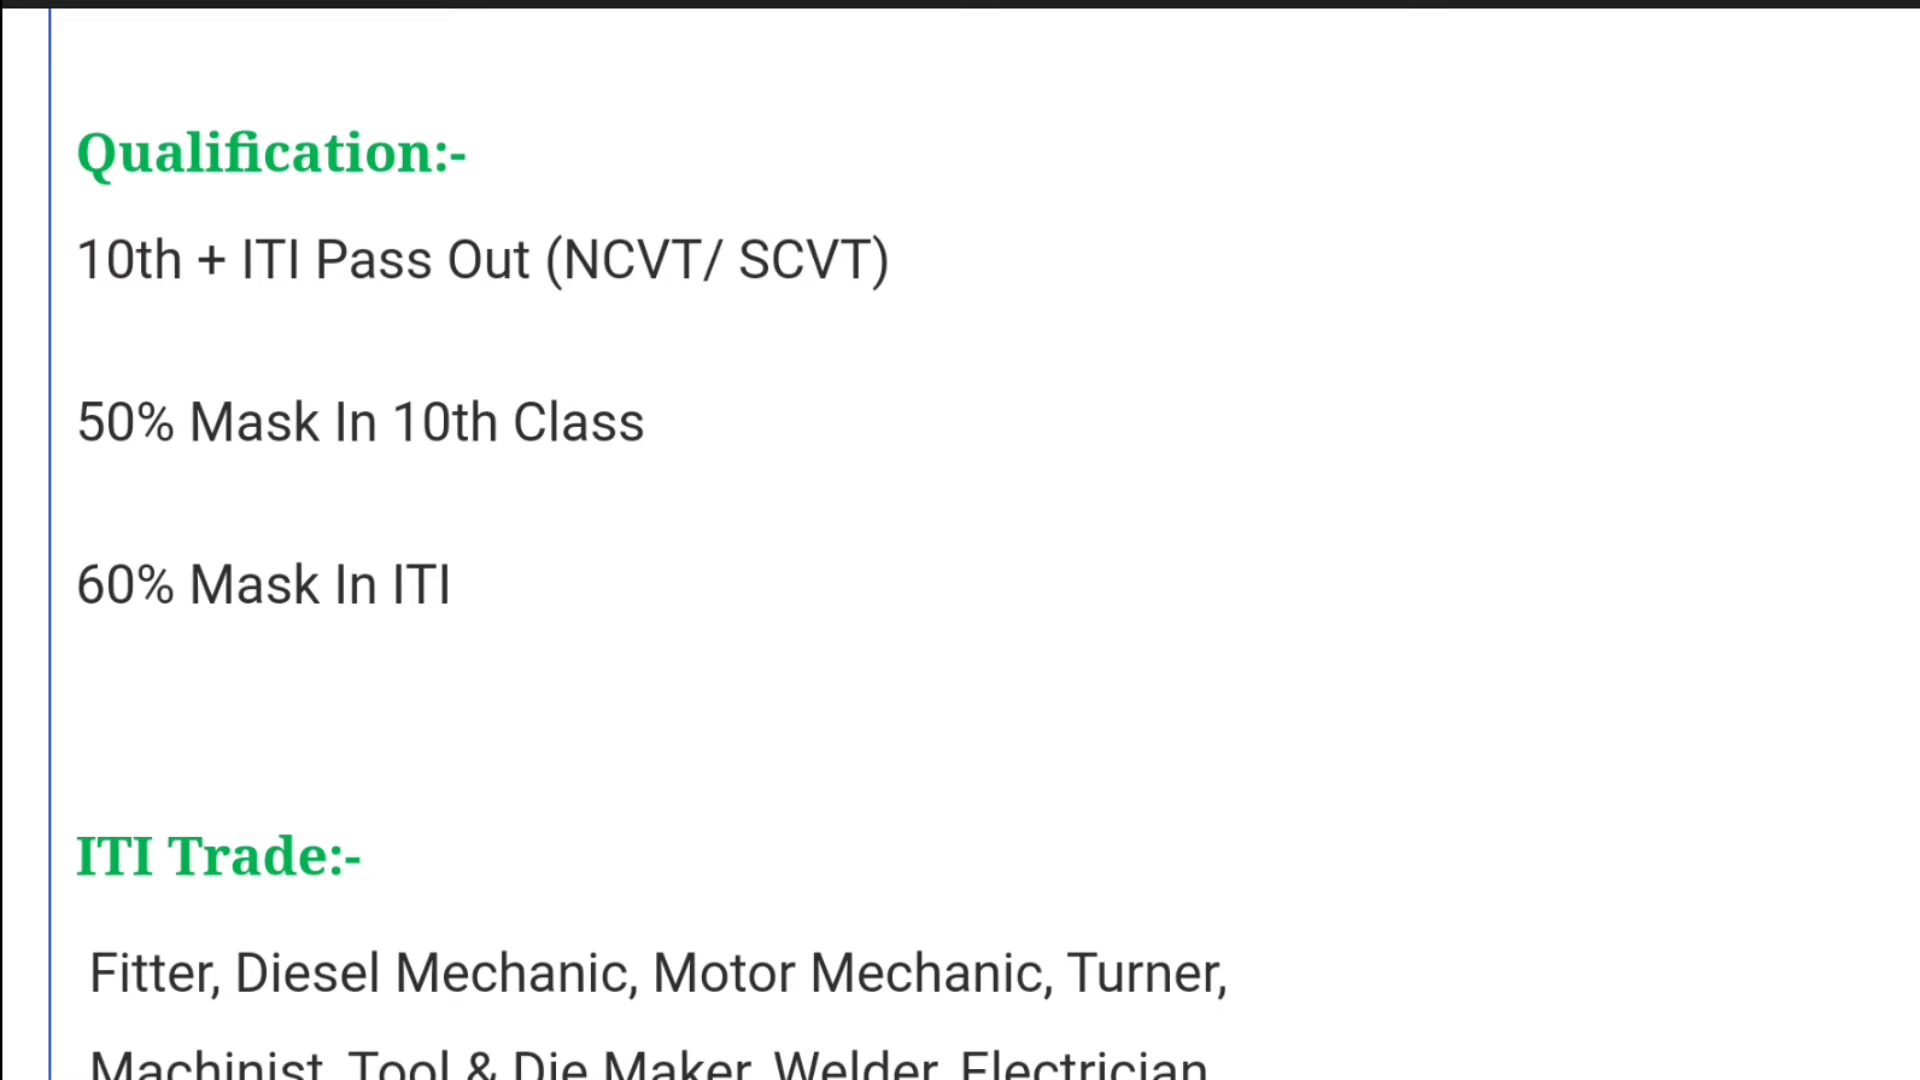 Qualification:-
10th + ITI Pass Out (NCVT/ SCVT)
50% Mask In 10th Class
60% Mask In ITI
ITI Trade:-
Fitter, Diesel Mechanic, Motor Mechanic, Turner,
Machinist, Tool & Die Maker, Welder, Electrician